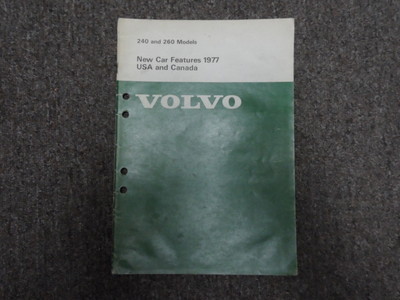 240 and 260 Models
New Car Features 1977
USA and Canada
VOLVO